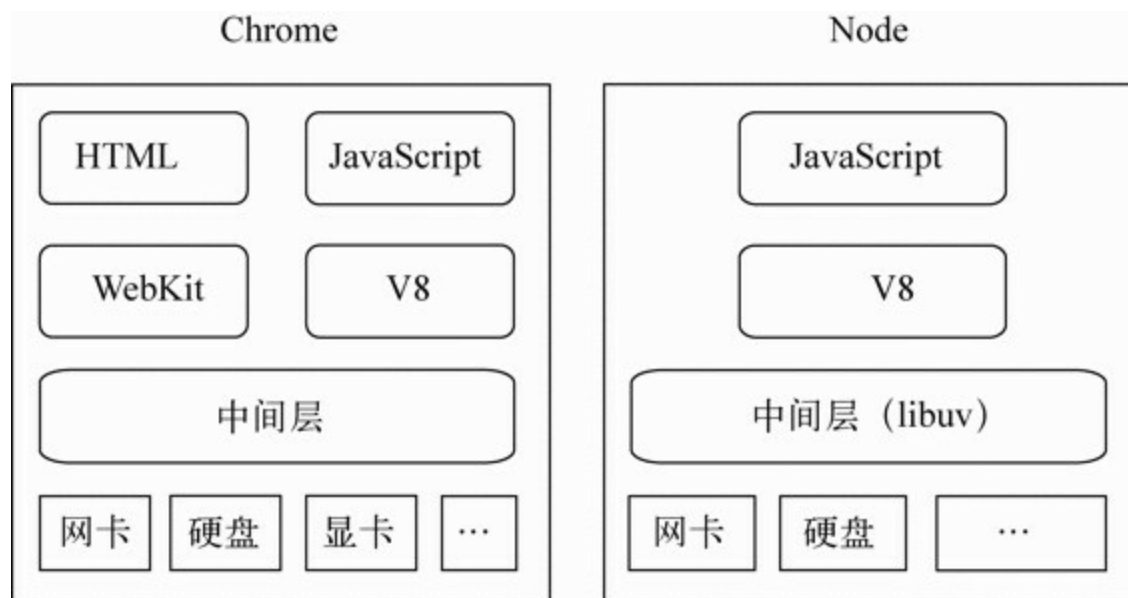 Chrome
HTML
JavaScript
WebKit
V8
中间层
网卡
硬盘
显卡
…
Node
JavaScript
V8
中间层（libuv）
网卡
硬盘
…